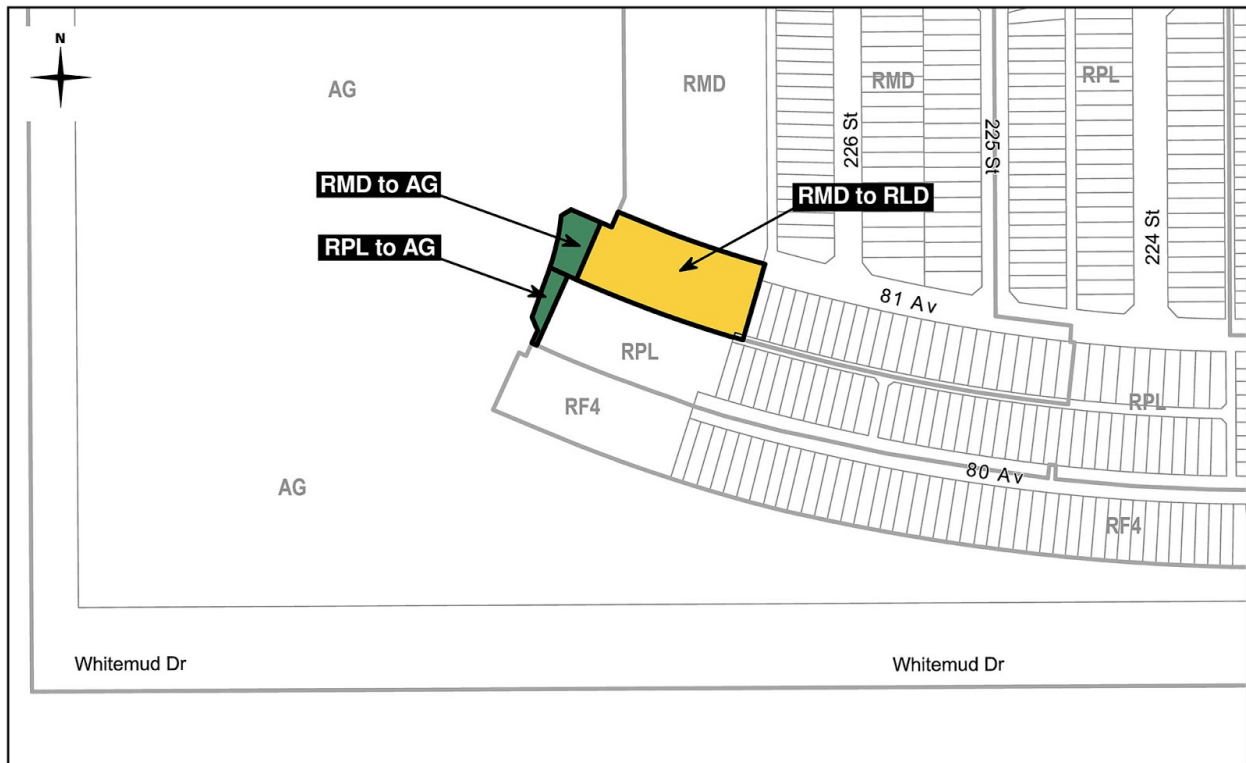 N
AG
RMD
RMD
RPL
226 St
225 St
224 St
RMD to AG
RMD to RLD
RPL to AG
81 Av
RPL
RF4
RPL
AG
80 Av
RF4
Whitemud Dr
Whitemud Dr